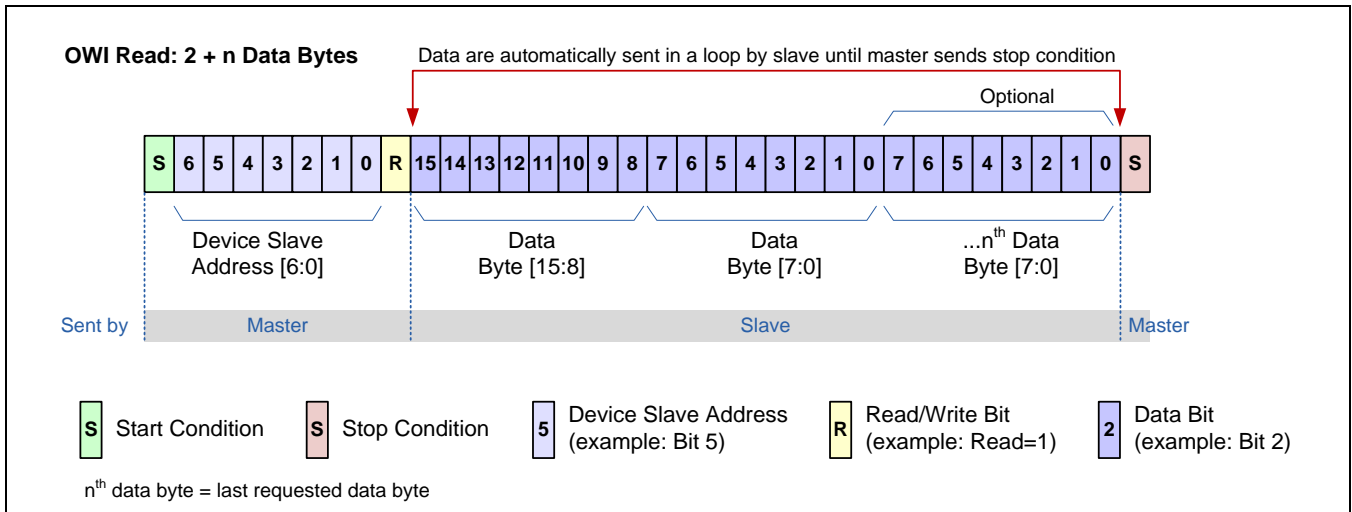 OWI Read: 2 + n Data Bytes
Data are automatically sent in a loop by slave until master sends stop condition
Optional
S 6 5 4 3 2 1 0 R 15 14 13 12 11 10 9 8 7 6 5 4 3 2 1 0 7 6 5 4 3 2 1 0 S
Device Slave
Address [6:0]
Data
Byte [15:8]
Data
Byte [7:0]
...nth Data
Byte [7:0]
Sent by Master Slave Master
S Start Condition
S Stop Condition
5 Device Slave Address
(example: Bit 5)
R Read/Write Bit
(example: Read=1)
2 Data Bit
(example: Bit 2)
nth data byte = last requested data byte